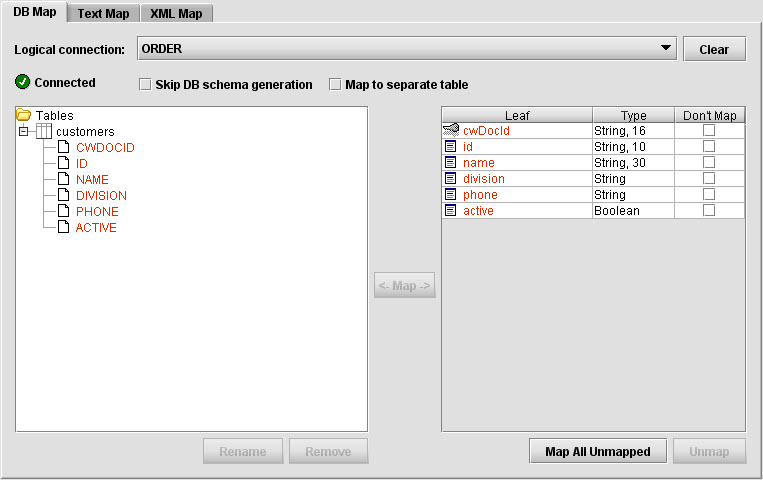 DB Map Text Map XML Map
Logical connection: ORDER Clear
Connected Skip DB schema generation Map to separate table
Tables
customers
CWDOCID
ID
NAME
DIVISION
PHONE
ACTIVE
<- Map ->
Leaf Type Don't Map
cwDocId String, 16
id String, 10
name String, 30
division String
phone String
active Boolean
Rename Remove Map All Unmapped Unmap